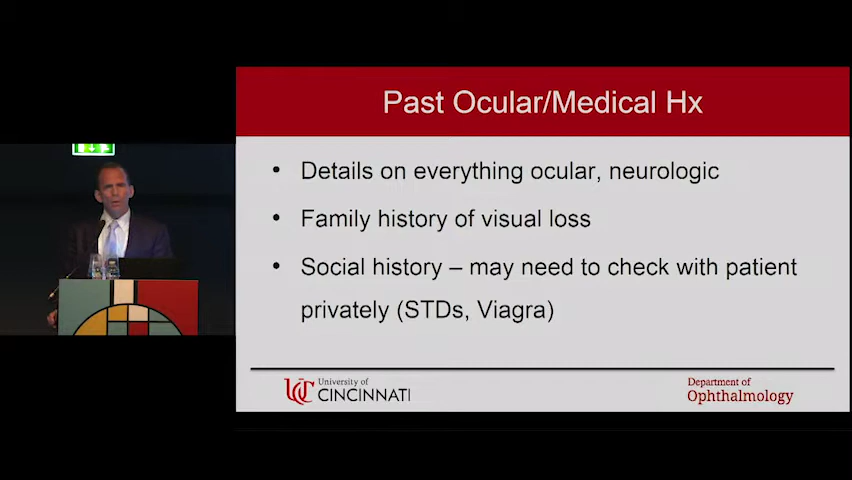 Past Ocular/Medical Hx
• Details on everything ocular, neurologic
• Family history of visual loss
• Social history – may need to check with patient
privately (STDs, Viagra)
UC University of
CINCINNATI
Department of
Ophthalmology